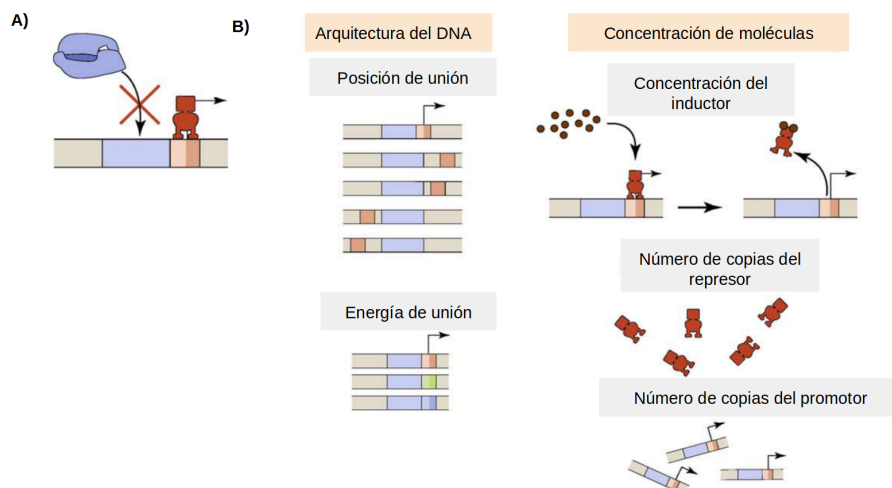 A)
B)
Arquitectura del DNA
Concentración de moléculas
Posición de unión
Concentración del
inductor
Número de copias del
represor
Energía de unión
Número de copias del promotor